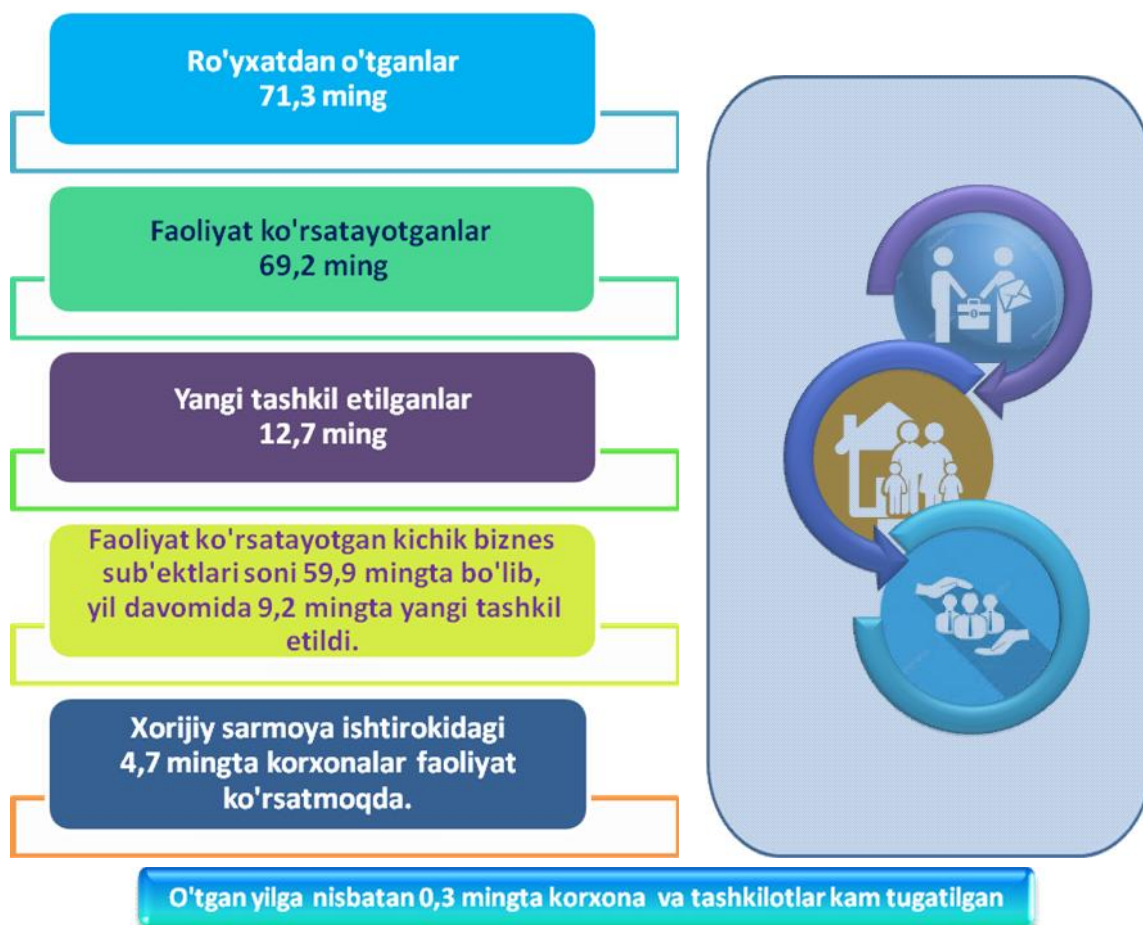 Ro'yxatdan o'tganlar
71,3 ming
Faoliyat ko'rsatayotganlar
69,2 ming
Yangi tashkil etilganlar
12,7 ming
Faoliyat ko'rsatayotgan kichik biznes
sub'ektlari soni 59,9 mingta bo'lib,
yil davomida 9,2 mingta yangi tashkil
etildi.
Xorijiy sarmoya ishtirokidagi
4,7 mingta korxonalar faoliyat
ko'rsatmoqda.
O'tgan yilga nisbatan 0,3 mingta korxona va tashkilotlar kam tugatilgan